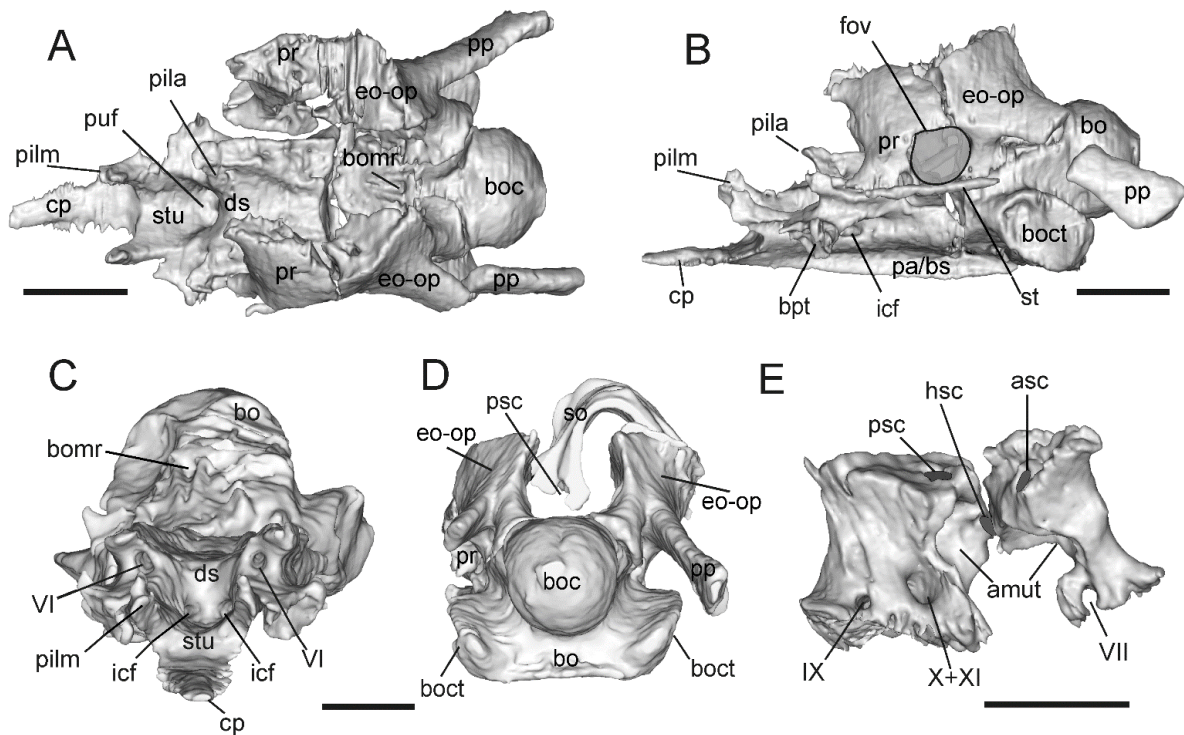 A
pr
pp
pila
eo-op
puf
pilm
bomr
cp
stu
ds
boc
pr
eo-op
pp
B
fov
eo-op
pila
pr
bo
pilm
pp
boct
pa/bs
cp
bpt
icf
st
C
bo
bomr
ds
VI
VI
stu
pilm
icf
icf
cp
D
psc
so
eo-op
eo-op
pr
boc
pp
bo
boct
boct
E
hsc
asc
psc
amut
IX
X+XI
VII